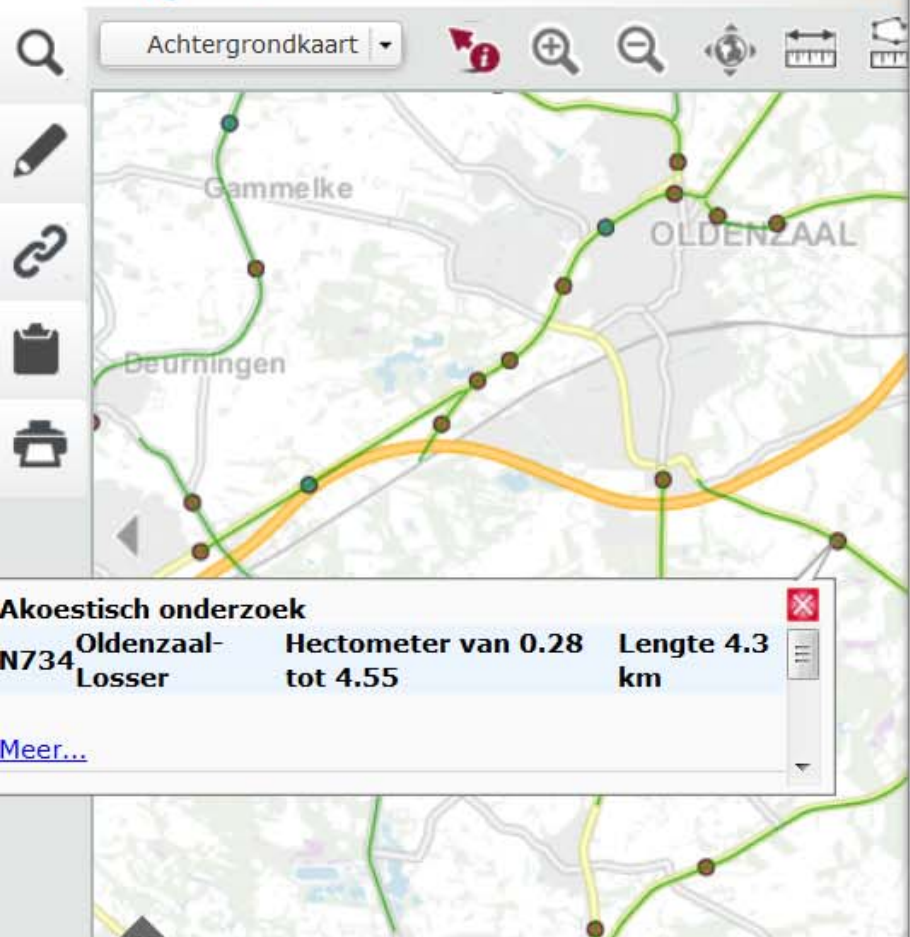 Achtergrondkaart
Gammelke
OLDENZAAL
Deurningen
Akoestisch onderzoek
N734 Oldenzaal- Hectometer van 0.28 Lengte 4.3
Losser tot 4.55 km
Meer...